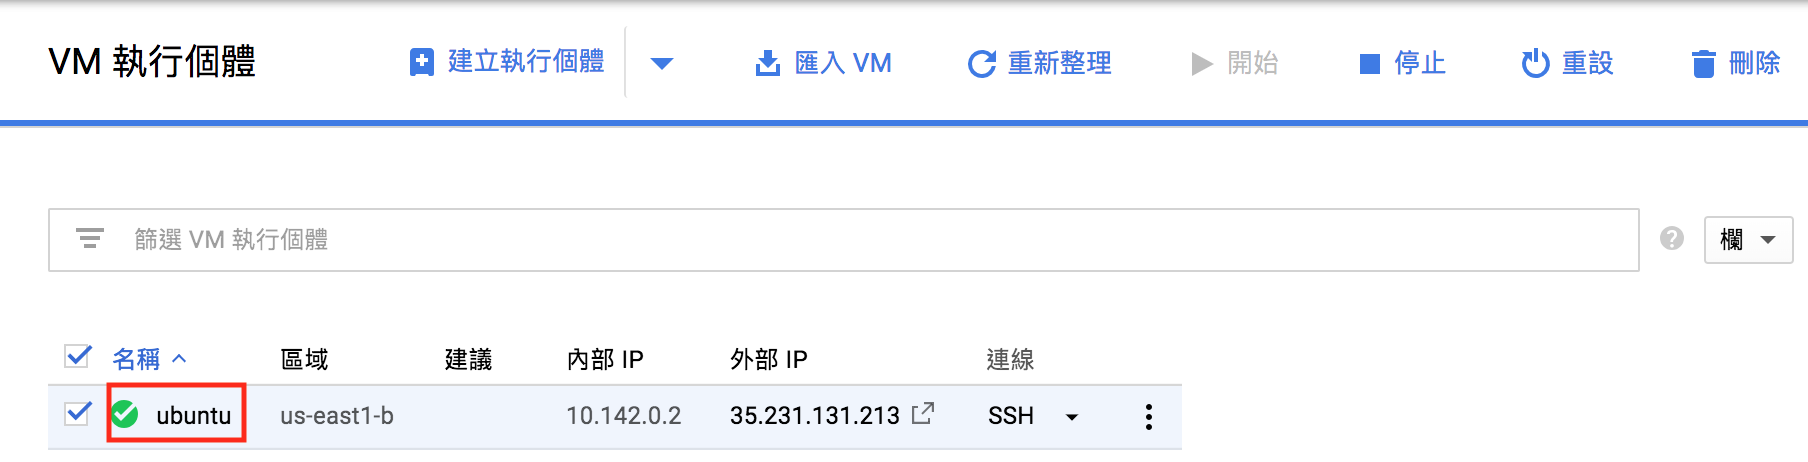 VM 執行個體 建立執行個體 匯入 VM 重新整理 開始 停止 重設 刪除
篩選 VM 執行個體 ? 欄
名稱 區域 建議 內部 IP 外部 IP 連線
ubuntu us-east1-b 10.142.0.2 35.231.131.213 SSH